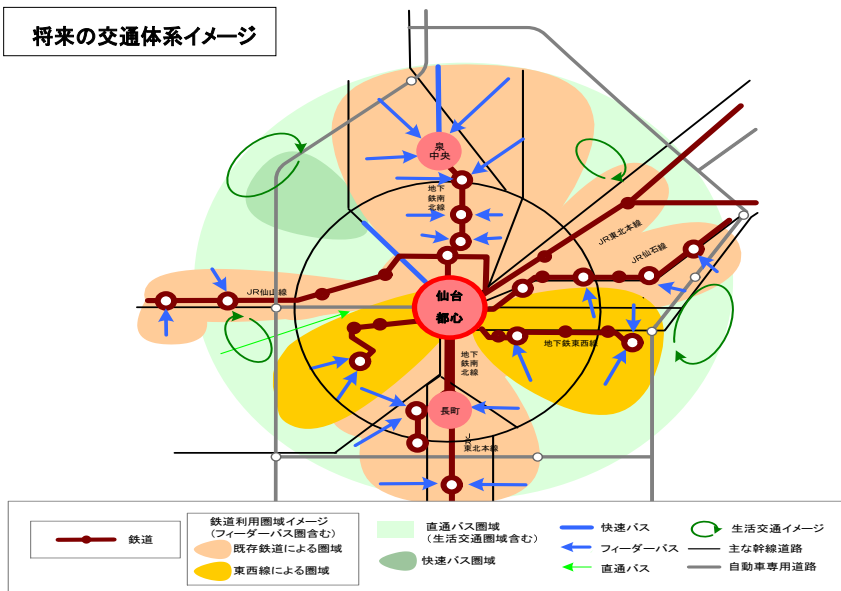 将来の交通体系イメージ
泉
中央
地下
鉄南
北線
JR東北本線
JR仙石線
JR仙山線
仙台
都心
地下鉄東西線
地下
鉄南
北線
長町
JR
東北本線
鉄道
鉄道利用圏域イメージ
(フィーダーバス圏含む)
既存鉄道による圏域
東西線による圏域
直通バス圏域
(生活交通圏域含む)
快速バス圏域
快速バス
フィーダーバス
直通バス
生活交通イメージ
主な幹線道路
自動車専用道路